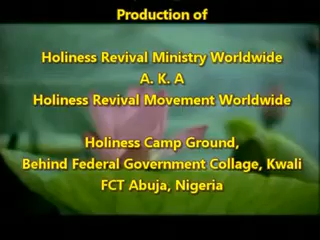 Production of
Holiness Revival Ministry Worldwide
A. K. A
Holiness Revival Movement Worldwide
Holiness Camp Ground,
Behind Federal Government Collage, Kwali
FCT Abuja, Nigeria